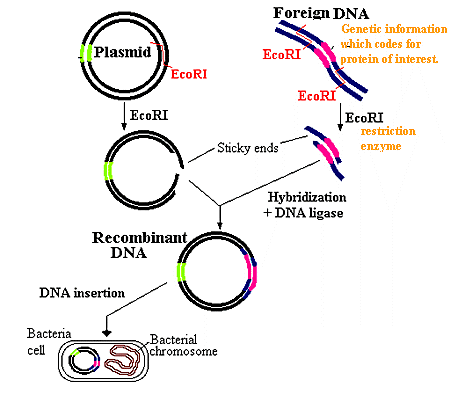 Foreign DNA
Genetic information
which codes for
protein of interest.
Plasmid
EcoRI
EcoRI
EcoRI
EcoRI
EcoRI
restriction
enzyme
Sticky ends
Hybridization
+ DNA ligase
Recombinant
DNA
DNA insertion
Bacteria
cell
Bacterial
chromosome